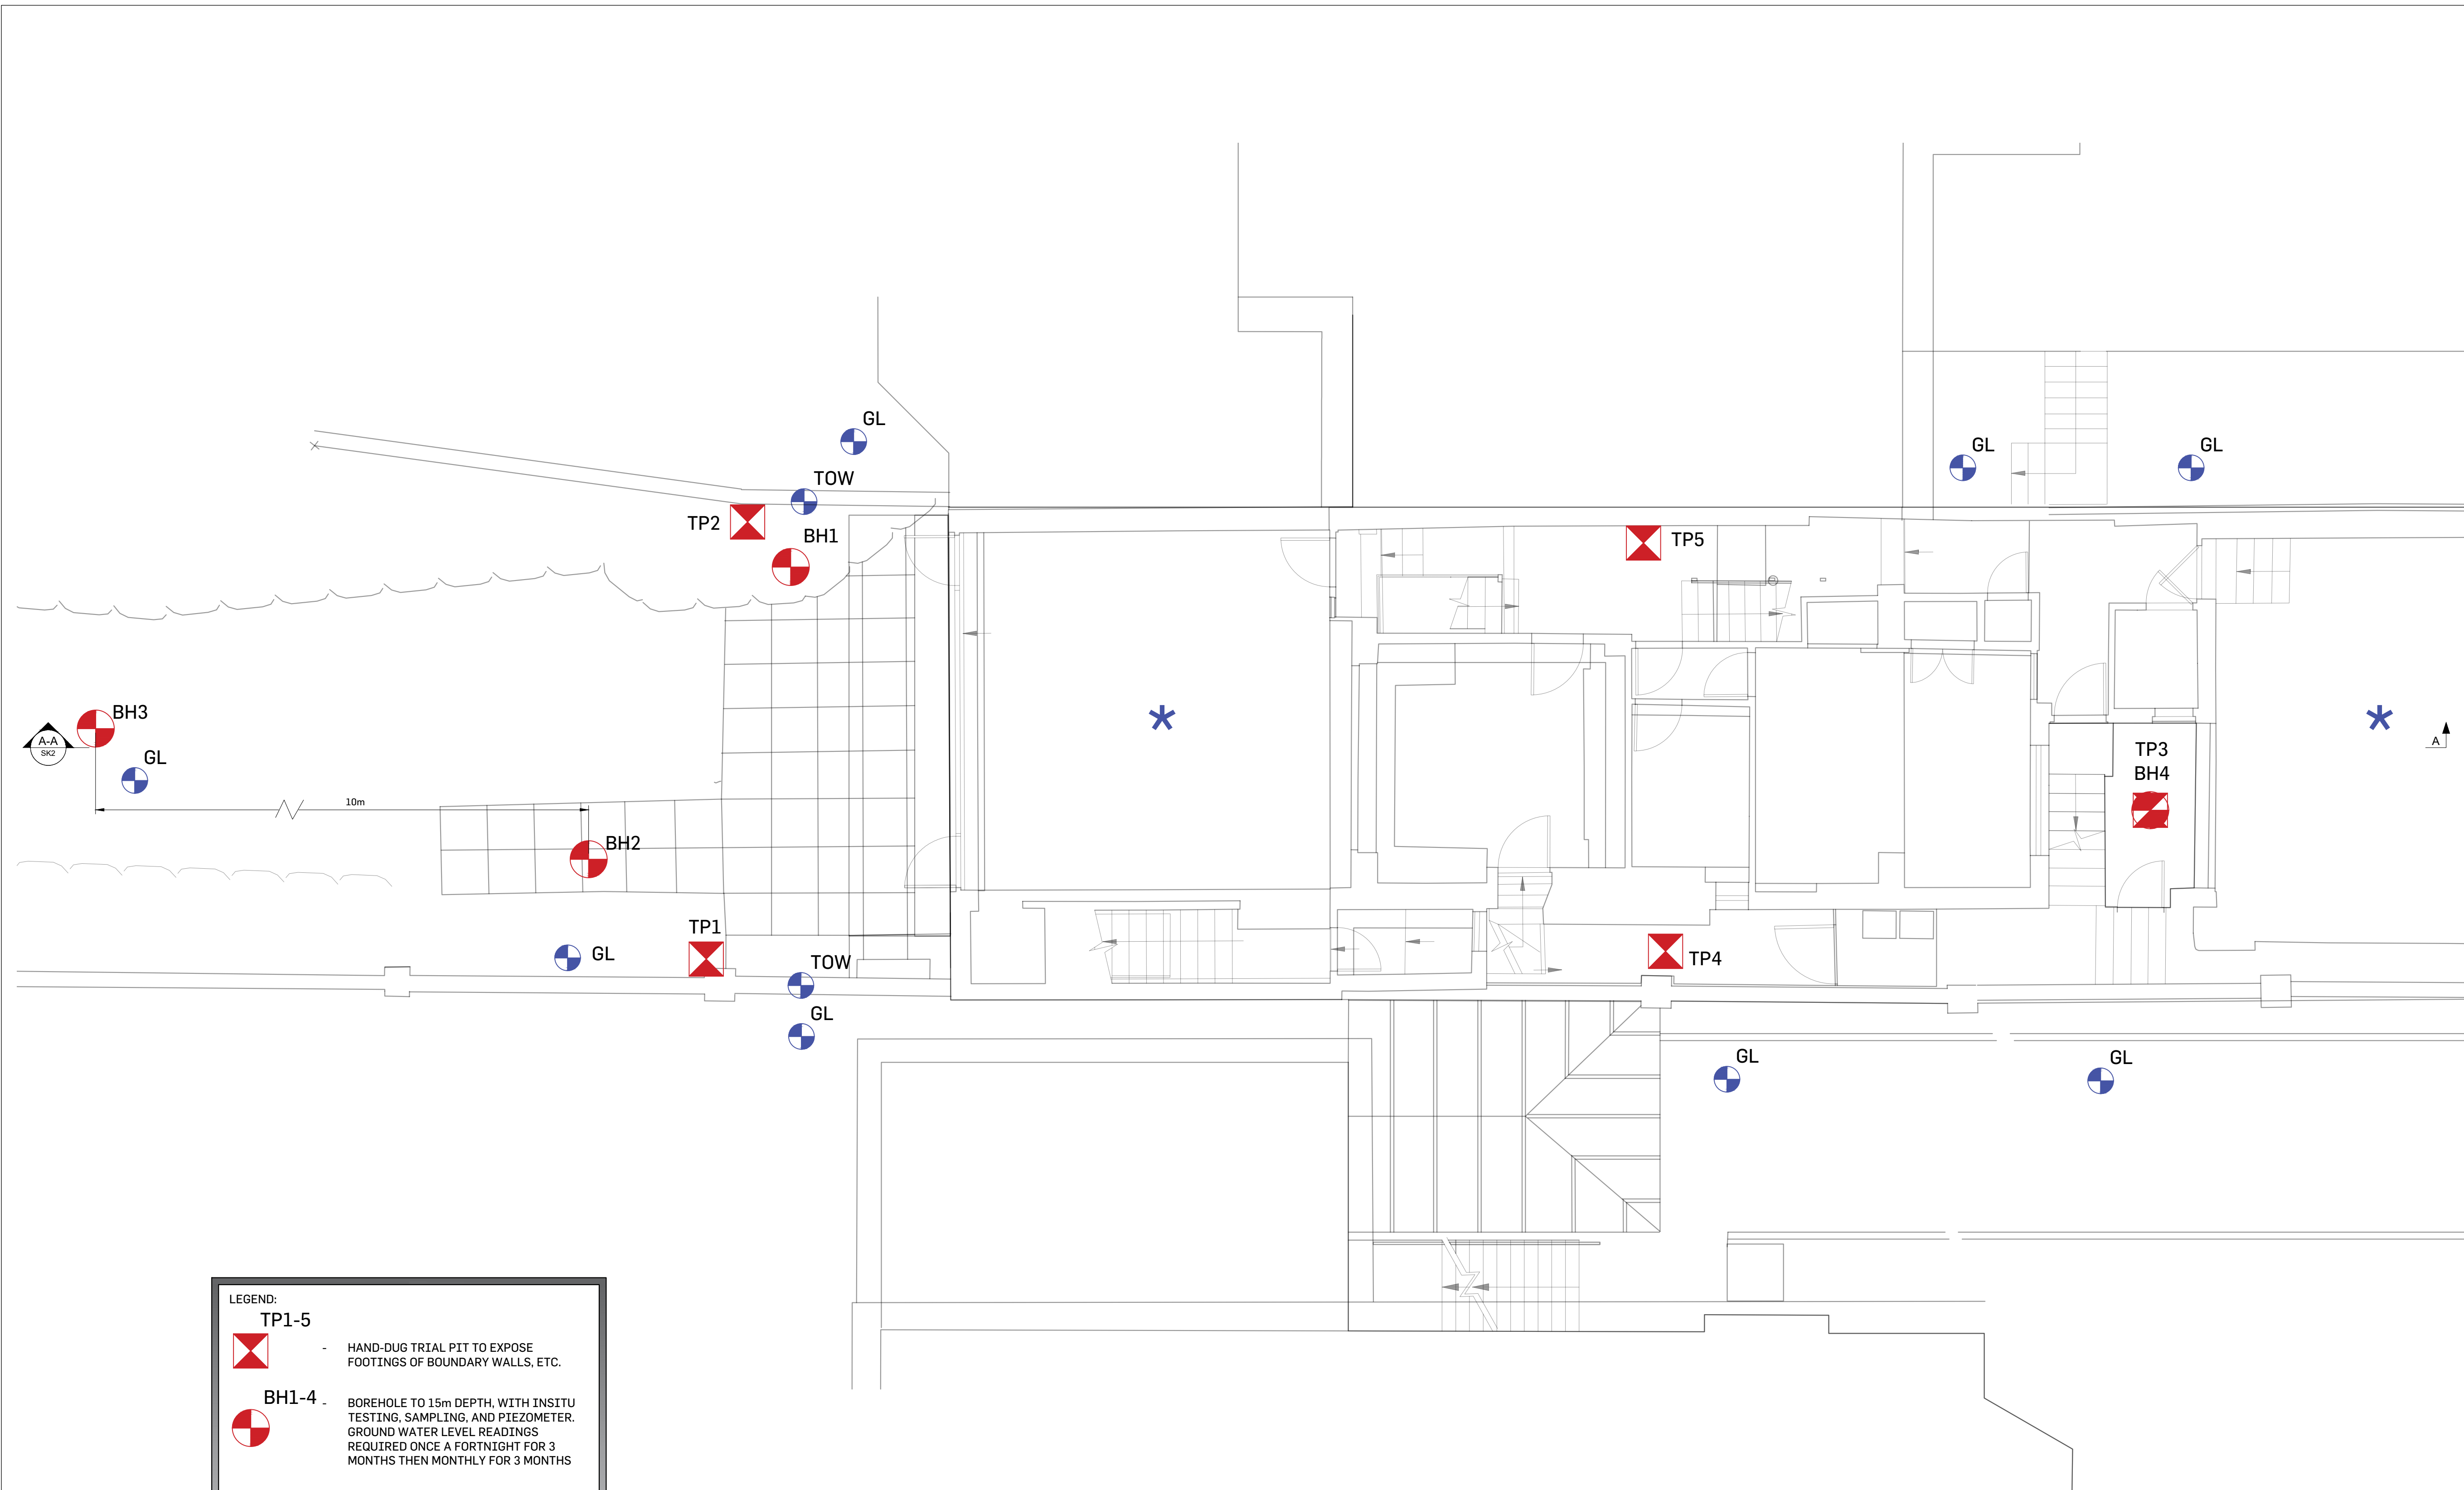 GL
TOW
GL
GL
TP2
BH1
TP5
BH3
A-A
SK2
GL
10m
TP3
BH4
A
BH2
TP1
GL
TOW
TP4
GL
GL
GL
LEGEND:
TP1-5
- HAND-DUG TRIAL PIT TO EXPOSE
FOOTINGS OF BOUNDARY WALLS, ETC.
BH1-4
- BOREHOLE TO 15m DEPTH, WITH INSITU
TESTING, SAMPLING, AND PIEZOMETER.
GROUND WATER LEVEL READINGS
REQUIRED ONCE A FORTNIGHT FOR 3
MONTHS THEN MONTHLY FOR 3 MONTHS